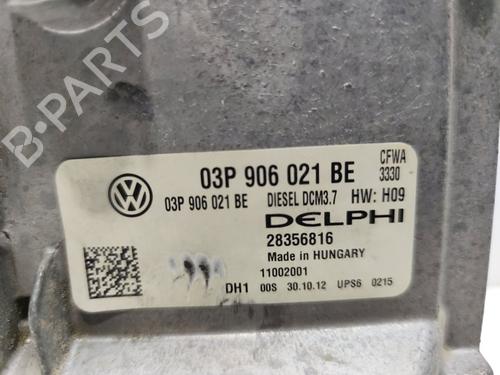 B-PARTS
03P 906 021 BE CFWA 3330
03P 906 021 BE DIESEL DCM3.7 HW: H09
DELPHI
28356816
Made in HUNGARY
11002001
DH1 00S 30.10.12 UPS6 0215